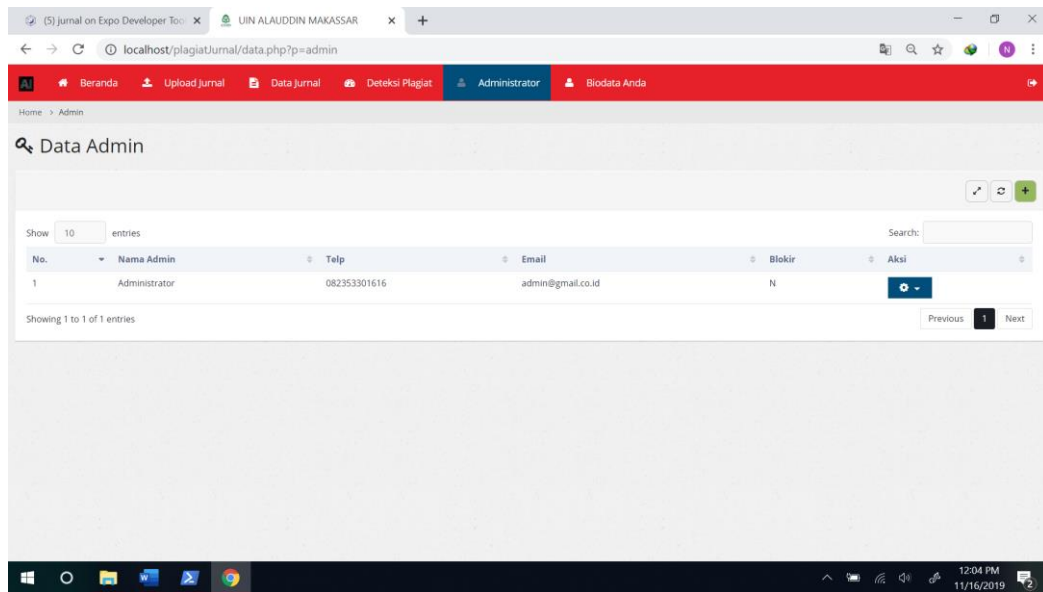 (5) jurnal on Expo Developer Too
UIN ALAUDDIN MAKASSAR
localhost/plagiatJurnal/data.php?p=admin
N
AJ Beranda Upload Jurnal Data Jurnal Deteksi Plagiat Administrator Biodata Anda
Home > Admin
Data Admin
Show 10 entries Search:
No. Nama Admin Telp Email Blokir Aksi
1 Administrator 082353301616 admin@gmail.co.id N
Showing 1 to 1 of 1 entries Previous 1 Next
12:04 PM
11/16/2019
2